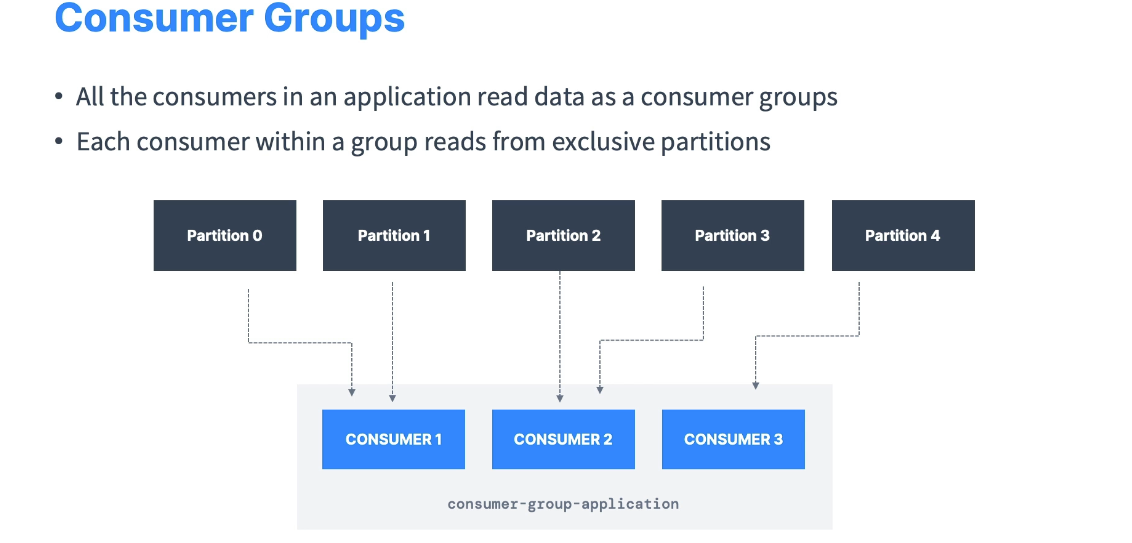 Consumer Groups
• All the consumers in an application read data as a consumer groups
• Each consumer within a group reads from exclusive partitions
Partition 0
Partition 1
Partition 2
Partition 3
Partition 4
CONSUMER 1
CONSUMER 2
CONSUMER 3
consumer-group-application